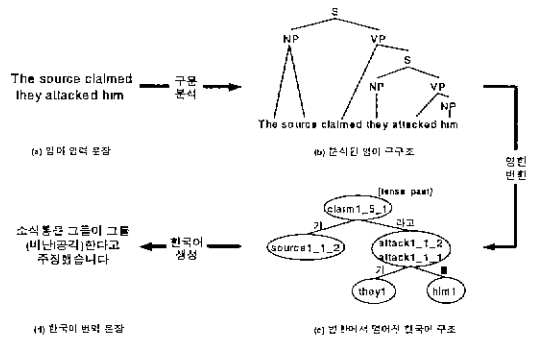 S
NP VP
S
The source claimed
they attacked him
구문
분석
NP VP
NP
The source claimed they attacked him
(a) 영어 입력 문장
(b) 분석된 영어 구구조
영한
변환
[tense past]
claim1_5_1
소식통은 그들이 그를
(비난|공격)한다고
주장했습니다
한국어
생성
가
라고
source1_1_2
attack1_1_2
attack1_1_1
가
를
they1
him1
(d) 한국어 번역 문장
(c) 변환에서 얻어진 한국어 구조